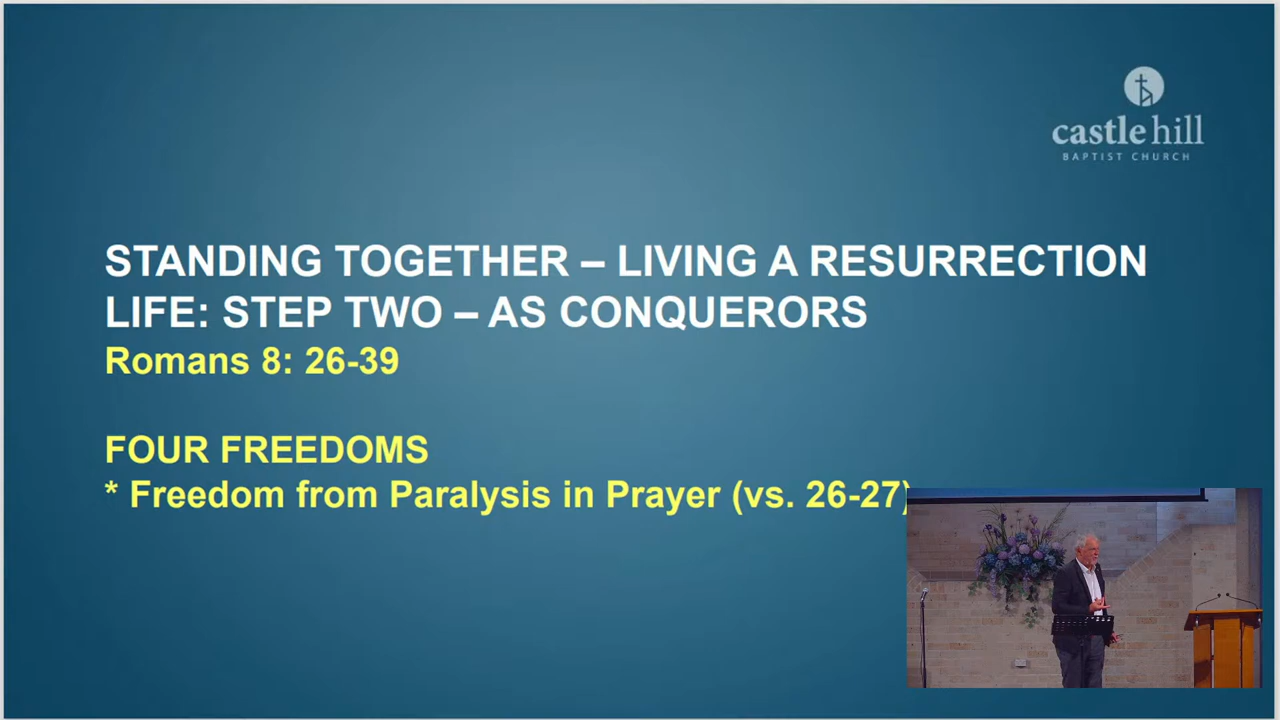 castle hill
BAPTIST CHURCH
STANDING TOGETHER – LIVING A RESURRECTION
LIFE: STEP TWO – AS CONQUERORS
Romans 8: 26-39
FOUR FREEDOMS
* Freedom from Paralysis in Prayer (vs. 26-27)